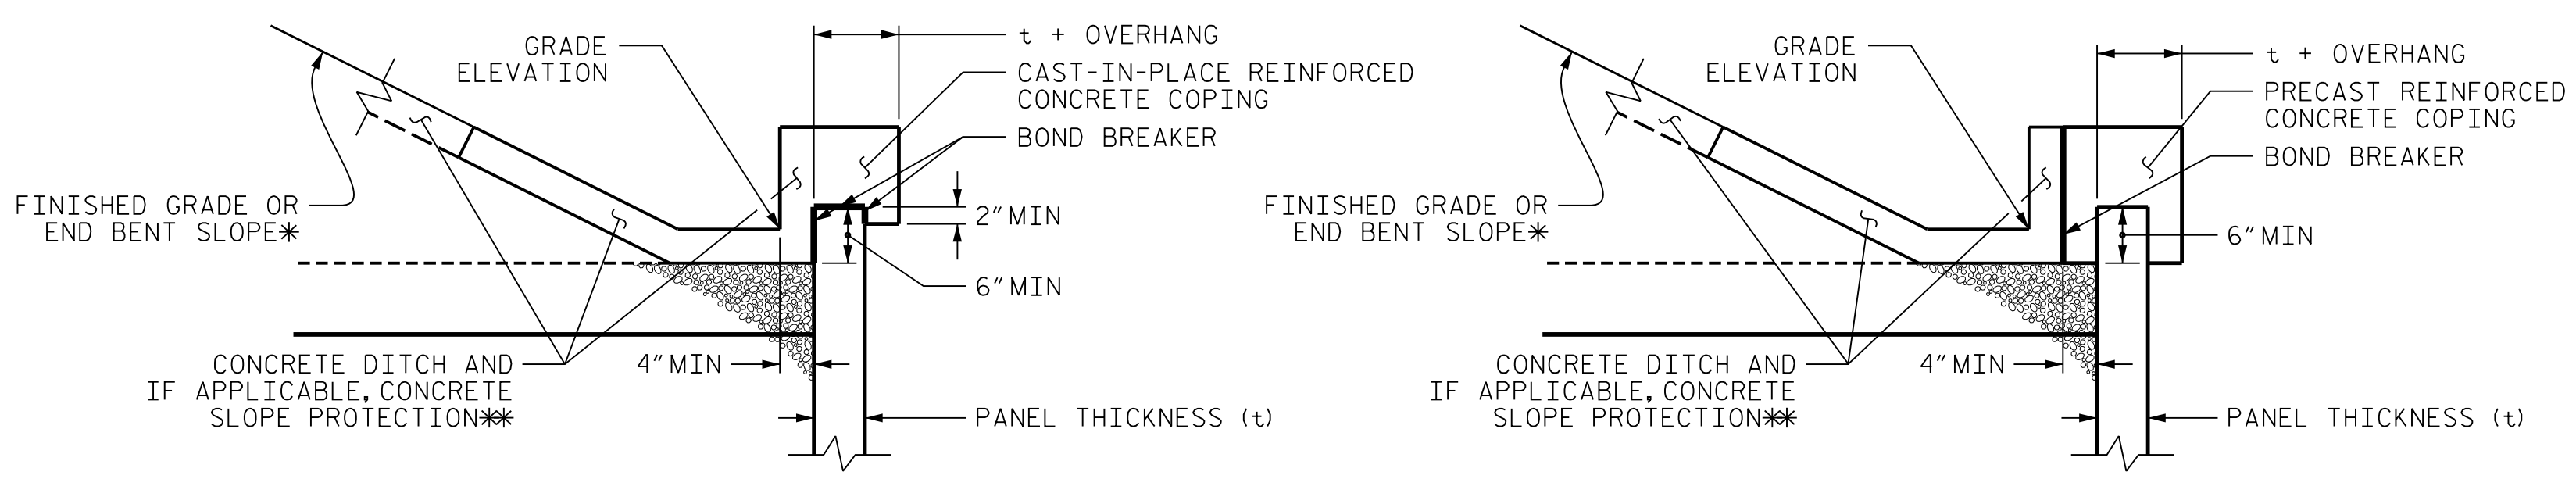 GRADE
ELEVATION
t + OVERHANG
CAST-IN-PLACE REINFORCED
CONCRETE COPING
BOND BREAKER
FINISHED GRADE OR
END BENT SLOPE*
2" MIN
6" MIN
CONCRETE DITCH AND
IF APPLICABLE, CONCRETE
SLOPE PROTECTION**
4" MIN
PANEL THICKNESS (t)
GRADE
ELEVATION
t + OVERHANG
PRECAST REINFORCED
CONCRETE COPING
BOND BREAKER
FINISHED GRADE OR
END BENT SLOPE*
6" MIN
CONCRETE DITCH AND
IF APPLICABLE, CONCRETE
SLOPE PROTECTION**
4" MIN
PANEL THICKNESS (t)